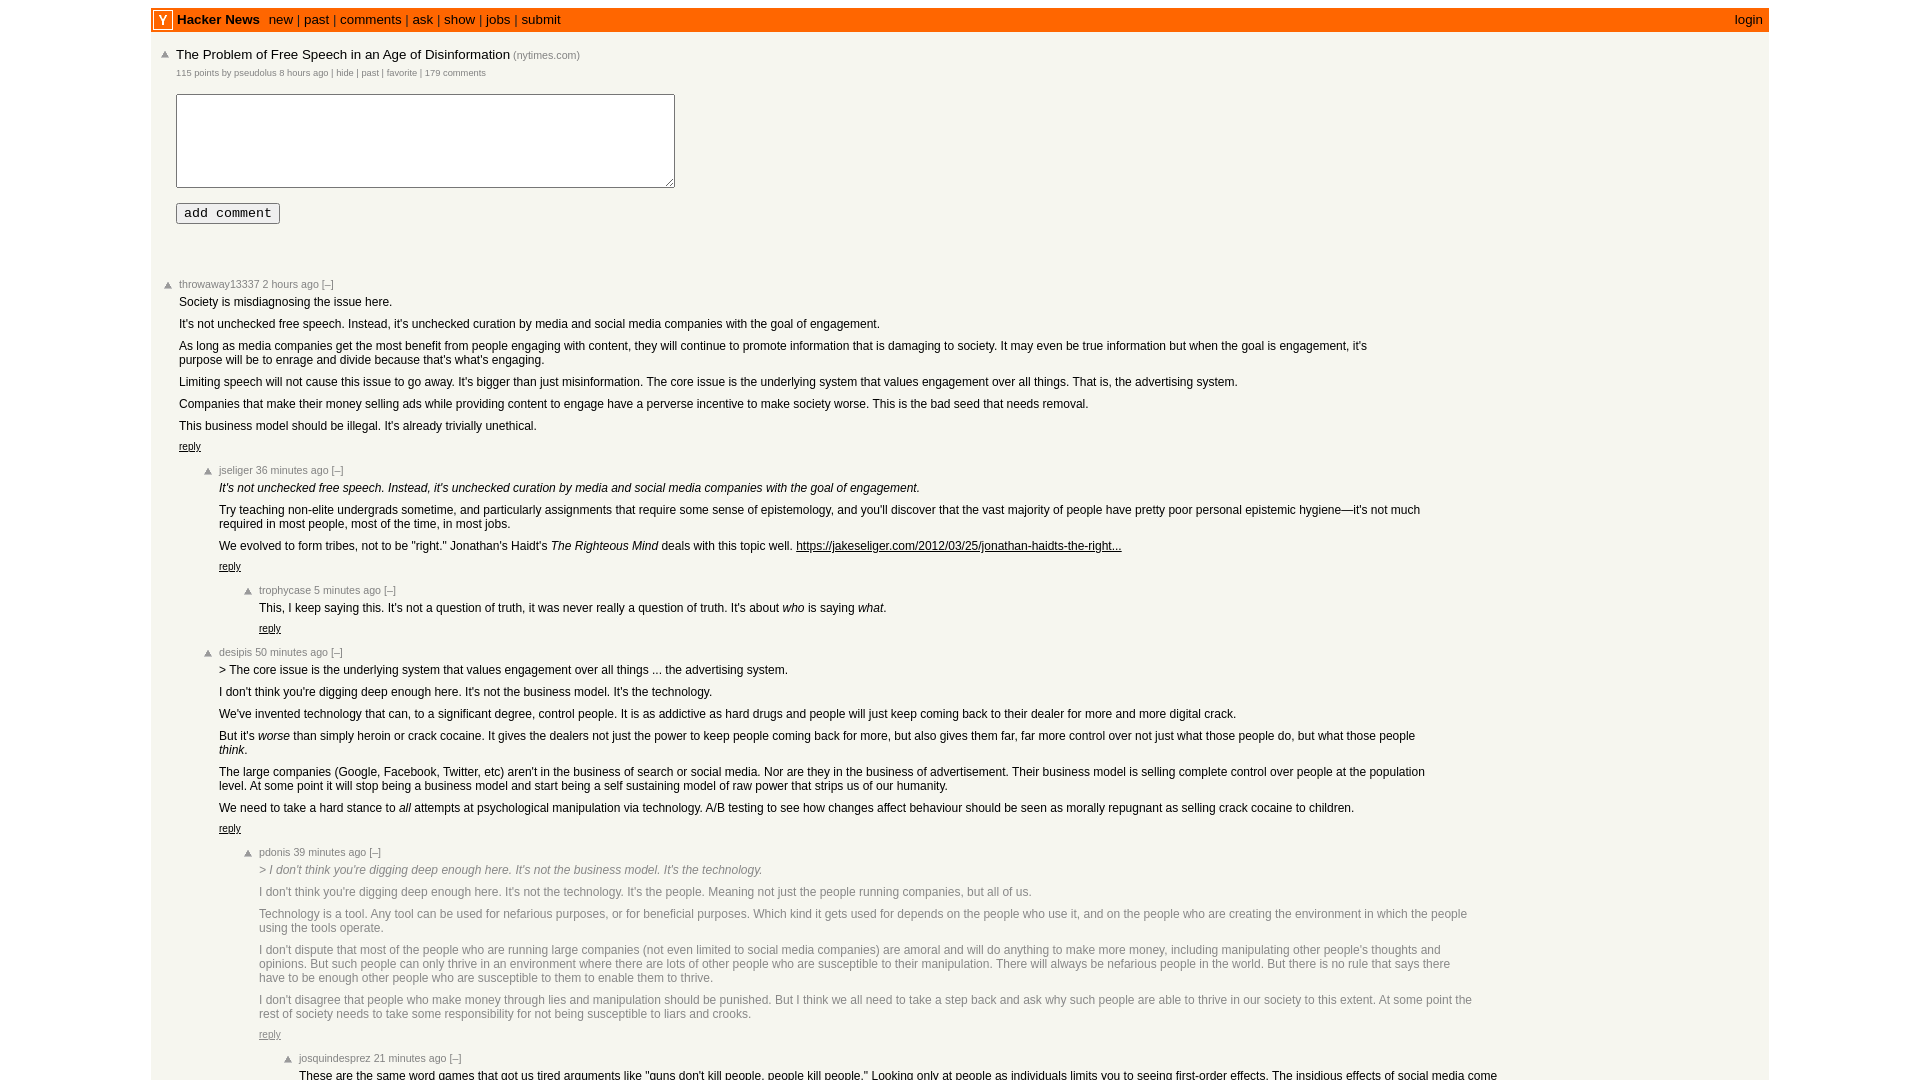 Y Hacker News new | past | comments | ask | show | jobs | submit login
The Problem of Free Speech in an Age of Disinformation (nytimes.com)
115 points by pseudolus 8 hours ago | hide | past | favorite | 179 comments
add comment
throwaway13337 2 hours ago [–]
Society is misdiagnosing the issue here.
It's not unchecked free speech. Instead, it's unchecked curation by media and social media companies with the goal of engagement.
As long as media companies get the most benefit from people engaging with content, they will continue to promote information that is damaging to society. It may even be true information but when the goal is engagement, it's
purpose will be to enrage and divide because that's what's engaging.
Limiting speech will not cause this issue to go away. It's bigger than just misinformation. The core issue is the underlying system that values engagement over all things. That is, the advertising system.
Companies that make their money selling ads while providing content to engage have a perverse incentive to make society worse. This is the bad seed that needs removal.
This business model should be illegal. It's already trivially unethical.
reply
jseliger 36 minutes ago [–]
It's not unchecked free speech. Instead, it's unchecked curation by media and social media companies with the goal of engagement.
Try teaching non-elite undergrads sometime, and particularly assignments that require some sense of epistemology, and you'll discover that the vast majority of people have pretty poor personal epistemic hygiene—it's not much
required in most people, most of the time, in most jobs.
We evolved to form tribes, not to be "right." Jonathan's Haidt's The Righteous Mind deals with this topic well. https://jakeseliger.com/2012/03/25/jonathan-haidts-the-right...
reply
trophycase 5 minutes ago [–]
This, I keep saying this. It's not a question of truth, it was never really a question of truth. It's about who is saying what.
reply
desipis 50 minutes ago [–]
> The core issue is the underlying system that values engagement over all things ... the advertising system.
I don't think you're digging deep enough here. It's not the business model. It's the technology.
We've invented technology that can, to a significant degree, control people. It is as addictive as hard drugs and people will just keep coming back to their dealer for more and more digital crack.
But it's worse than simply heroin or crack cocaine. It gives the dealers not just the power to keep people coming back for more, but also gives them far, far more control over not just what those people do, but what those people
think.
The large companies (Google, Facebook, Twitter, etc) aren't in the business of search or social media. Nor are they in the business of advertisement. Their business model is selling complete control over people at the population
level. At some point it will stop being a business model and start being a self sustaining model of raw power that strips us of our humanity.
We need to take a hard stance to all attempts at psychological manipulation via technology. A/B testing to see how changes affect behaviour should be seen as morally repugnant as selling crack cocaine to children.
reply
pdonis 39 minutes ago [–]
> I don't think you're digging deep enough here. It's not the business model. It's the technology.
I don't think you're digging deep enough here. It's not the technology. It's the people. Meaning not just the people running companies, but all of us.
Technology is a tool. Any tool can be used for nefarious purposes, or for beneficial purposes. Which kind it gets used for depends on the people who use it, and on the people who are creating the environment in which the people
using the tools operate.
I don't dispute that most of the people who are running large companies (not even limited to social media companies) are amoral and will do anything to make more money, including manipulating other people's thoughts and
opinions. But such people can only thrive in an environment where there are lots of other people who are susceptible to their manipulation. There will always be nefarious people in the world. But there is no rule that says there
have to be enough other people who are susceptible to them to enable them to thrive.
I don't disagree that people who make money through lies and manipulation should be punished. But I think we all need to take a step back and ask why such people are able to thrive in our society to this extent. At some point the
rest of society needs to take some responsibility for not being susceptible to liars and crooks.
reply
josquindesprez 21 minutes ago [–]
These are the same word games that got us tired arguments like "guns don't kill people, people kill people." Looking only at people as individuals limits you to seeing first-order effects. The insidious effects of social media come